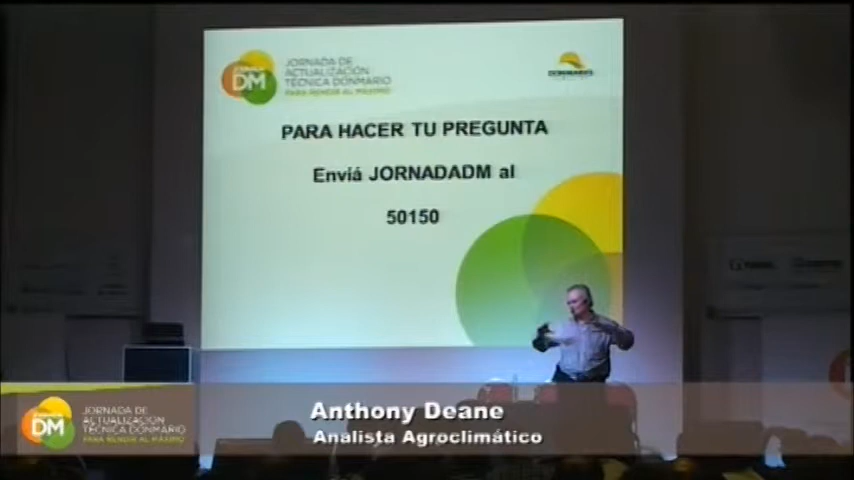 DM
JORNADA DE
ACTUALIZACIÓN
TÉCNICA DONMARIO
PARA RENDIR AL MÁXIMO
DONMARIO
PARA HACER TU PREGUNTA
Enviá JORNADADM al
50150
DM
JORNADA DE
ACTUALIZACIÓN
TÉCNICA DONMARIO
PARA RENDIR AL MÁXIMO
Anthony Deane
Analista Agroclimático